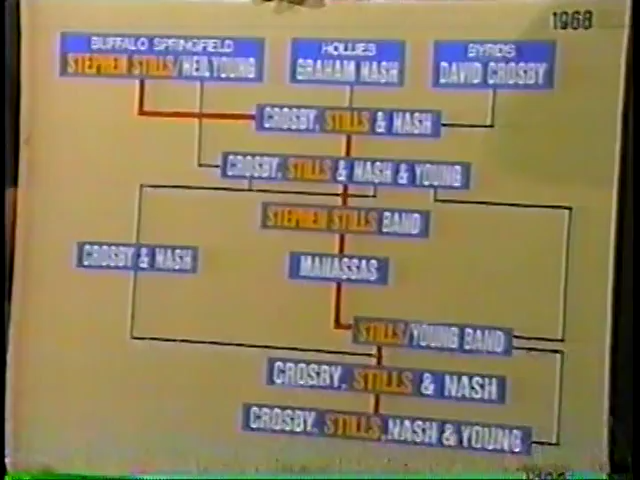 1968
BUFFALO SPRINGFIELD
STEPHEN STILLS/NEIL YOUNG
HOLLIES
GRAHAM NASH
BYRDS
DAVID CROSBY
CROSBY, STILLS & NASH
CROSBY, STILLS & NASH & YOUNG
STEPHEN STILLS BAND
CROSBY & NASH
MANASSAS
STILLS/YOUNG BAND
CROSBY, STILLS & NASH
CROSBY, STILLS, NASH & YOUNG